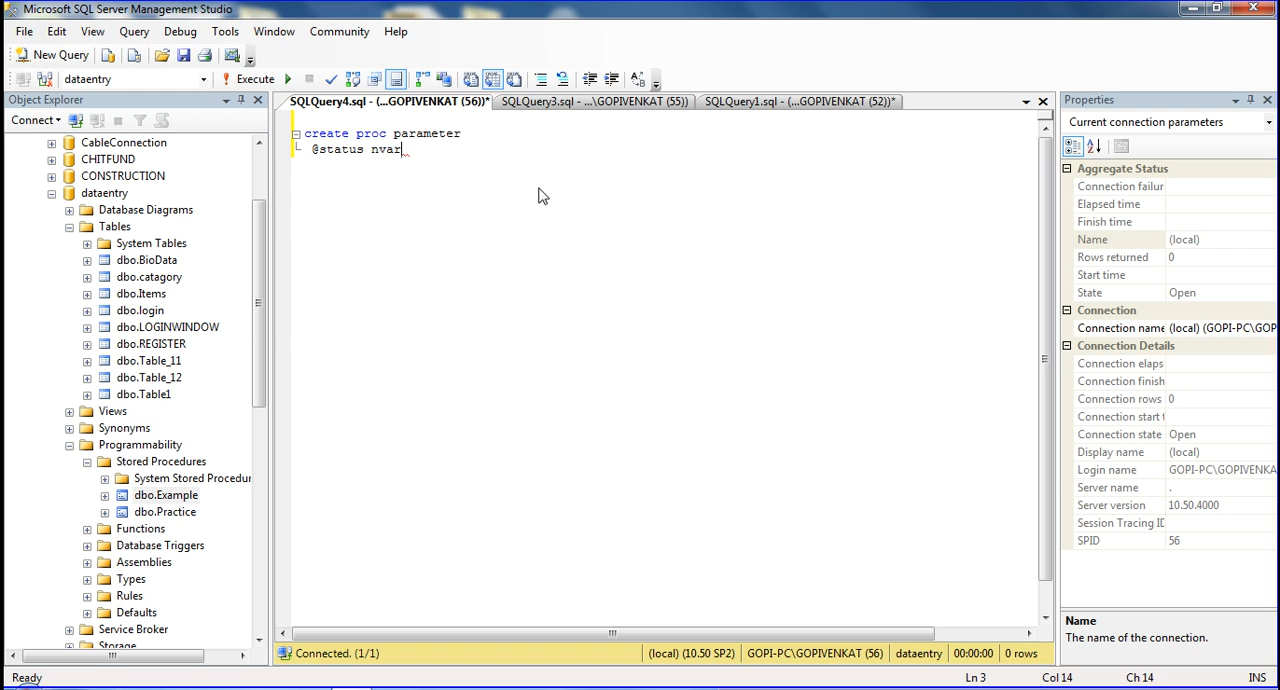 Microsoft SQL Server Management Studio
File Edit View Query Debug Tools Window Community Help
New Query
dataentry Execute
Object Explorer
Connect
CableConnection
CHITFUND
CONSTRUCTION
dataentry
Database Diagrams
Tables
System Tables
dbo.BioData
dbo.catagory
dbo.Items
dbo.login
dbo.LOGINWINDOW
dbo.REGISTER
dbo.Table_11
dbo.Table_12
dbo.Table1
Views
Synonyms
Programmability
Stored Procedures
System Stored Procedur
dbo.Example
dbo.Practice
Functions
Database Triggers
Assemblies
Types
Rules
Defaults
Service Broker
Storage
SQLQuery4.sql - (...GOPIVENKAT (56))* SQLQuery3.sql - ...\GOPIVENKAT (55)) SQLQuery1.sql - (...GOPIVENKAT (52))*
create proc parameter
@status nvar
Connected. (1/1) (local) (10.50 SP2) GOPI-PC\GOPIVENKAT (56) dataentry 00:00:00 0 rows
Properties
Current connection parameters
Aggregate Status
Connection failur
Elapsed time
Finish time
Name (local)
Rows returned 0
Start time
State Open
Connection
Connection name (local) (GOPI-PC\GOP
Connection Details
Connection elaps
Connection finish
Connection rows 0
Connection start t
Connection state Open
Display name (local)
Login name GOPI-PC\GOPIVENKA
Server name .
Server version 10.50.4000
Session Tracing ID
SPID 56
Name
The name of the connection.
Ready Ln 3 Col 14 Ch 14 INS